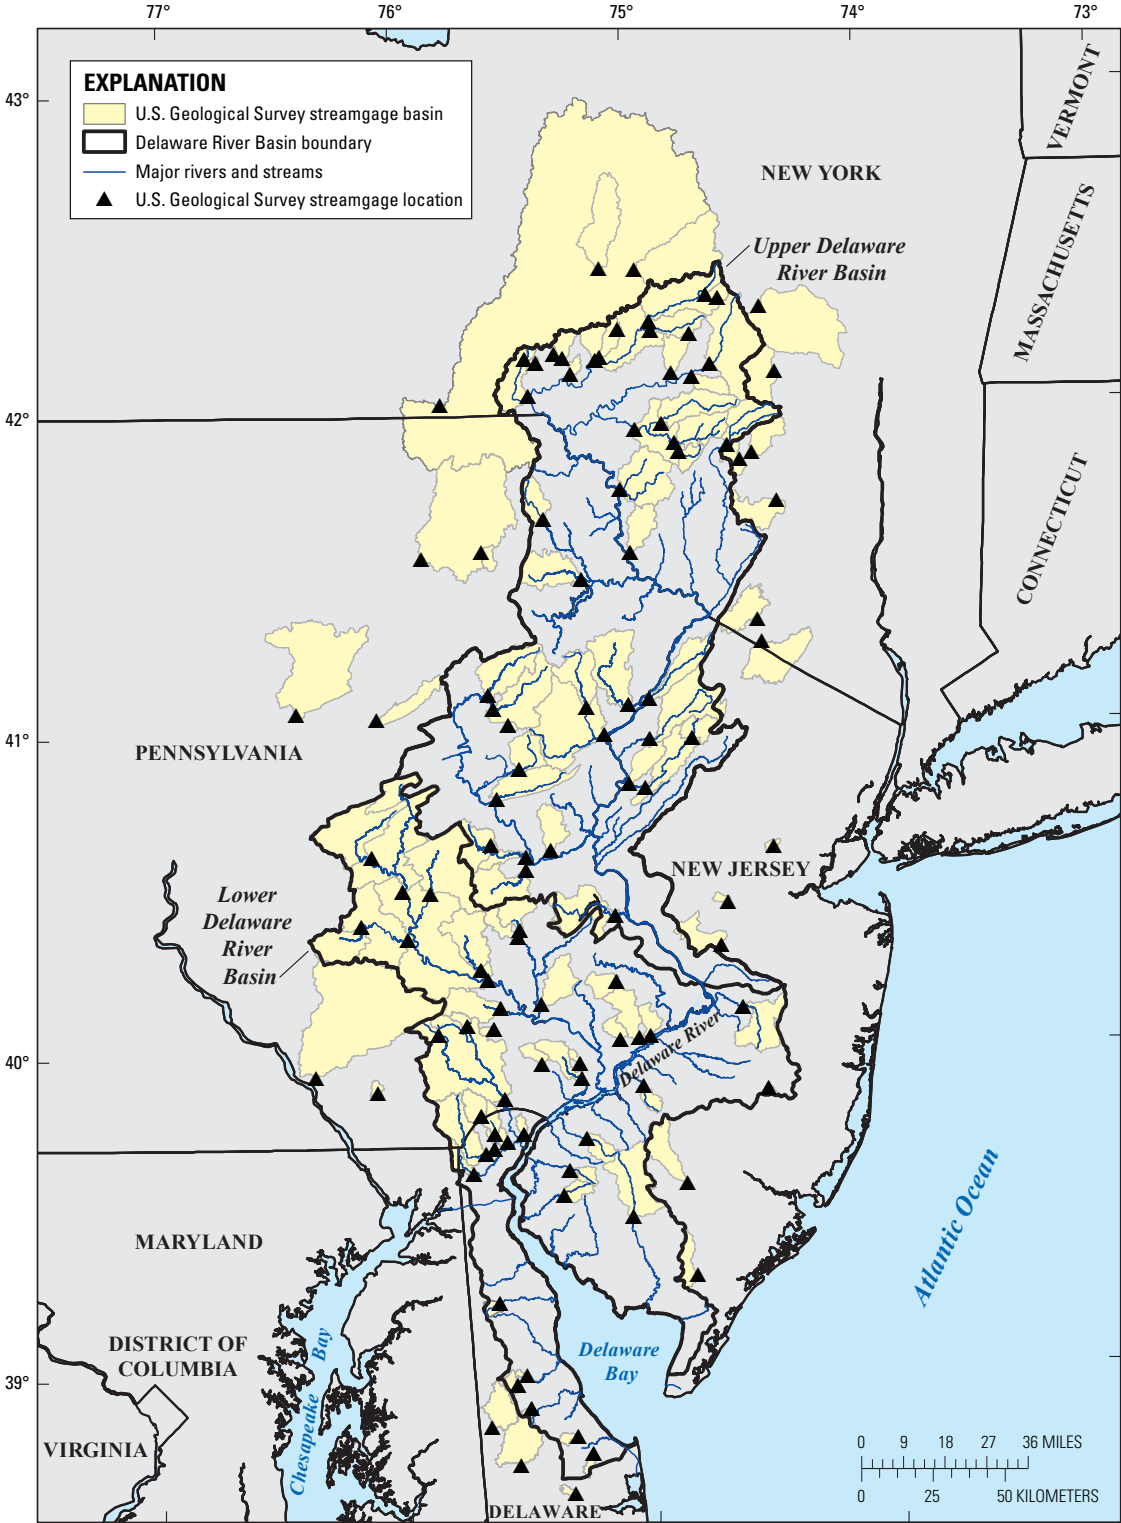 77°
76°
75°
74°
73°
43°
42°
41°
40°
39°
EXPLANATION
U.S. Geological Survey streamgage basin
Delaware River Basin boundary
Major rivers and streams
U.S. Geological Survey streamgage location
NEW YORK
VERMONT
MASSACHUSETTS
CONNECTICUT
Upper Delaware
River Basin
PENNSYLVANIA
NEW JERSEY
Lower
Delaware
River
Basin
Delaware River
MARYLAND
Atlantic Ocean
DISTRICT OF
COLUMBIA
Chesapeake Bay
Delaware
Bay
VIRGINIA
DELAWARE
0 9 18 27 36 MILES
0 25 50 KILOMETERS